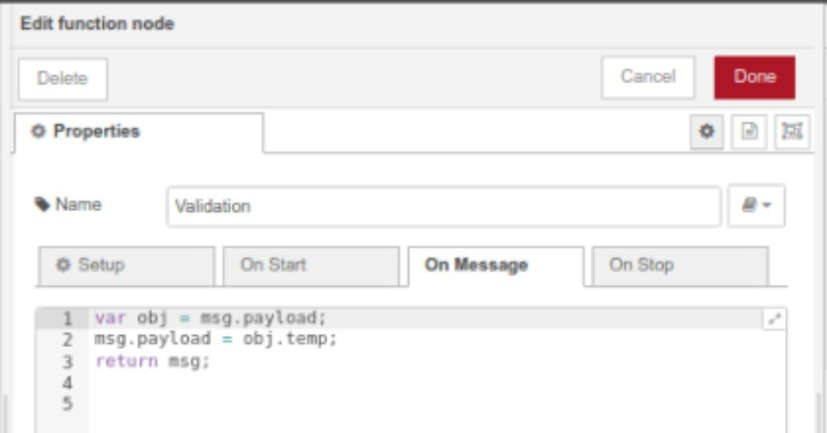 Edit function node
Delete
Cancel
Done
Properties
Name
Validation
Setup
On Start
On Message
On Stop
1 var obj = msg.payload;
2 msg.payload = obj.temp;
3 return msg;
4
5